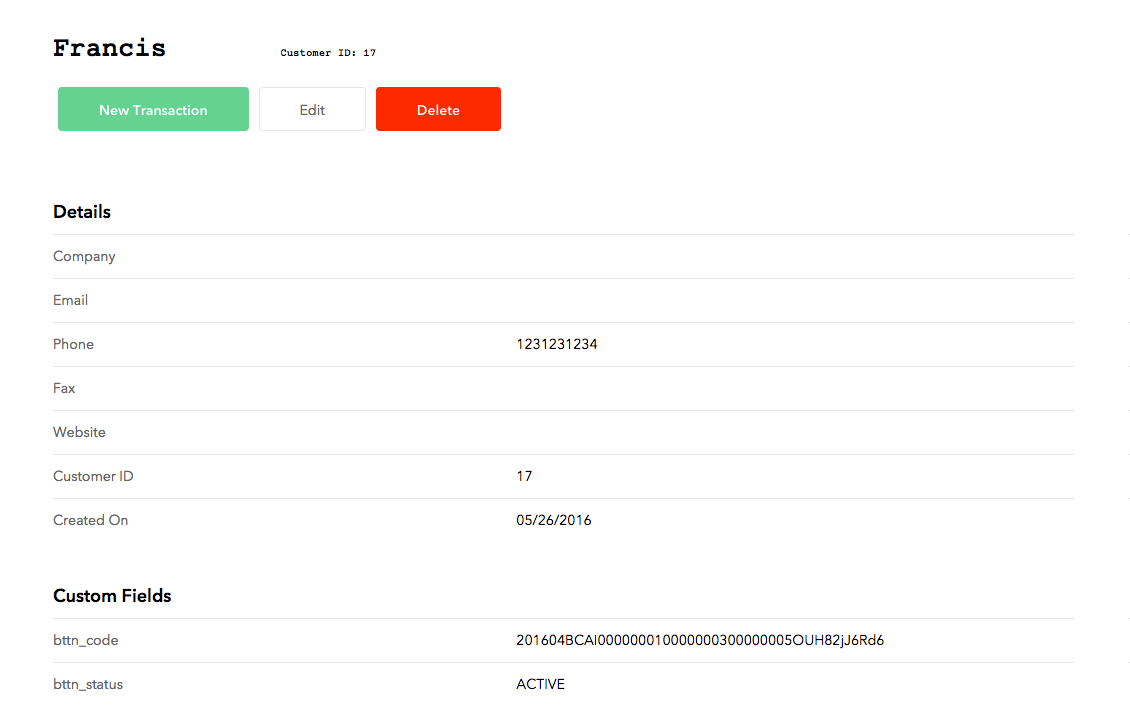 Francis Customer ID: 17
New Transaction Edit Delete
Details
Company
Email
Phone 1231231234
Fax
Website
Customer ID 17
Created On 05/26/2016
Custom Fields
bttn_code 201604BCAI0000000100000003000000005OUH82jJ6Rd6
bttn_status ACTIVE